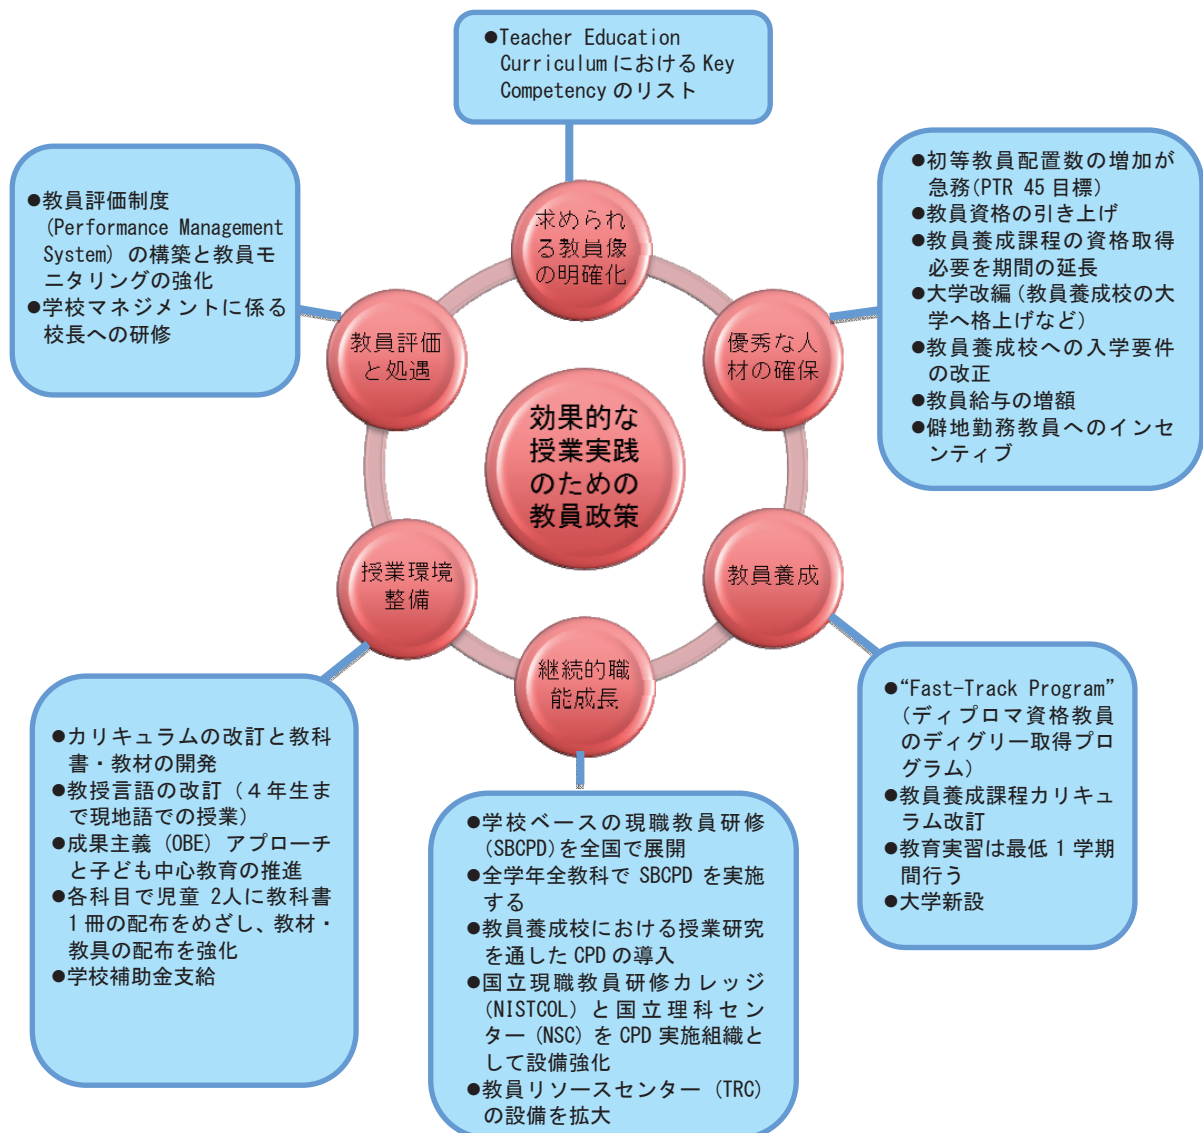 ●Teacher Education
Curriculum における Key
Competency のリスト
求められ
る教員像
の明確化
●初等教員配置数の増加が
急務(PTR 45 目標)
●教員資格の引き上げ
●教員養成課程の資格取得
必要を期間の延長
●大学改編(教員養成校の大
学へ格上げなど)
●教員養成校への入学要件
の改正
●教員給与の増額
●僻地勤務教員へのインセ
ンティブ
優秀な人
材の確保
●教員評価制度
(Performance Management
System) の構築と教員モ
ニタリングの強化
●学校マネジメントに係る
校長への研修
教員評価
と処遇
効果的な
授業実践
のための
教員政策
授業環境
整備
教員養成
継続的職
能成長
●カリキュラムの改訂と教科
書・教材の開発
●教授言語の改訂(4年生ま
で現地語での授業)
●成果主義 (OBE) アプローチ
と子ども中心教育の推進
●各科目で児童 2人に教科書
1冊の配布をめざし、教材・
教具の配布を強化
●学校補助金支給
●学校ベースの現職教員研修
(SBCPD)を全国で展開
●全学年全教科で SBCPD を実施
する
●教員養成校における授業研究
を通した CPD の導入
●国立現職教員研修カレッジ
(NISTCOL) と国立理科セン
ター (NSC) を CPD 実施組織と
して設備強化
●教員リソースセンター (TRC)
の設備を拡大
●“Fast-Track Program”
(ディプロマ資格教員
のディグリー取得プロ
グラム)
●教員養成課程カリキュ
ラム改訂
●教育実習は最低 1 学期
間行う
●大学新設